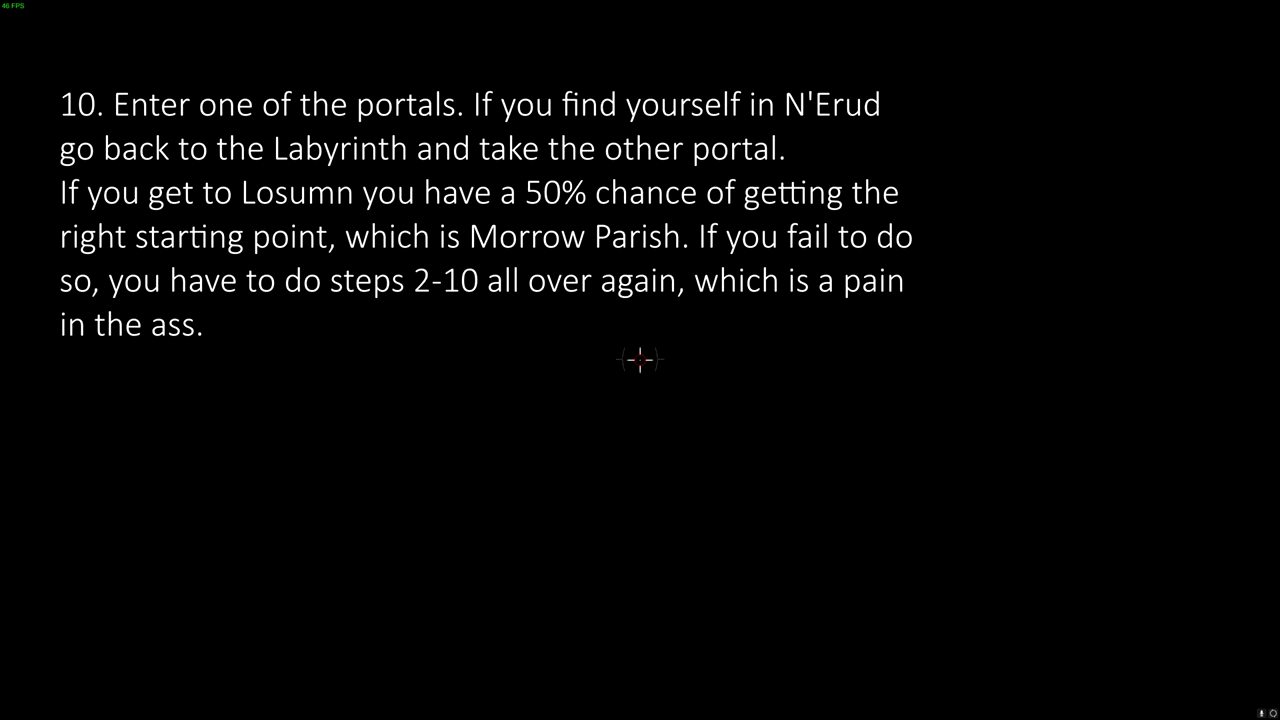 46 FPS
10. Enter one of the portals. If you find yourself in N'Erud
go back to the Labyrinth and take the other portal.
If you get to Losumn you have a 50% chance of getting the
right starting point, which is Morrow Parish. If you fail to do
so, you have to do steps 2-10 all over again, which is a pain
in the ass.